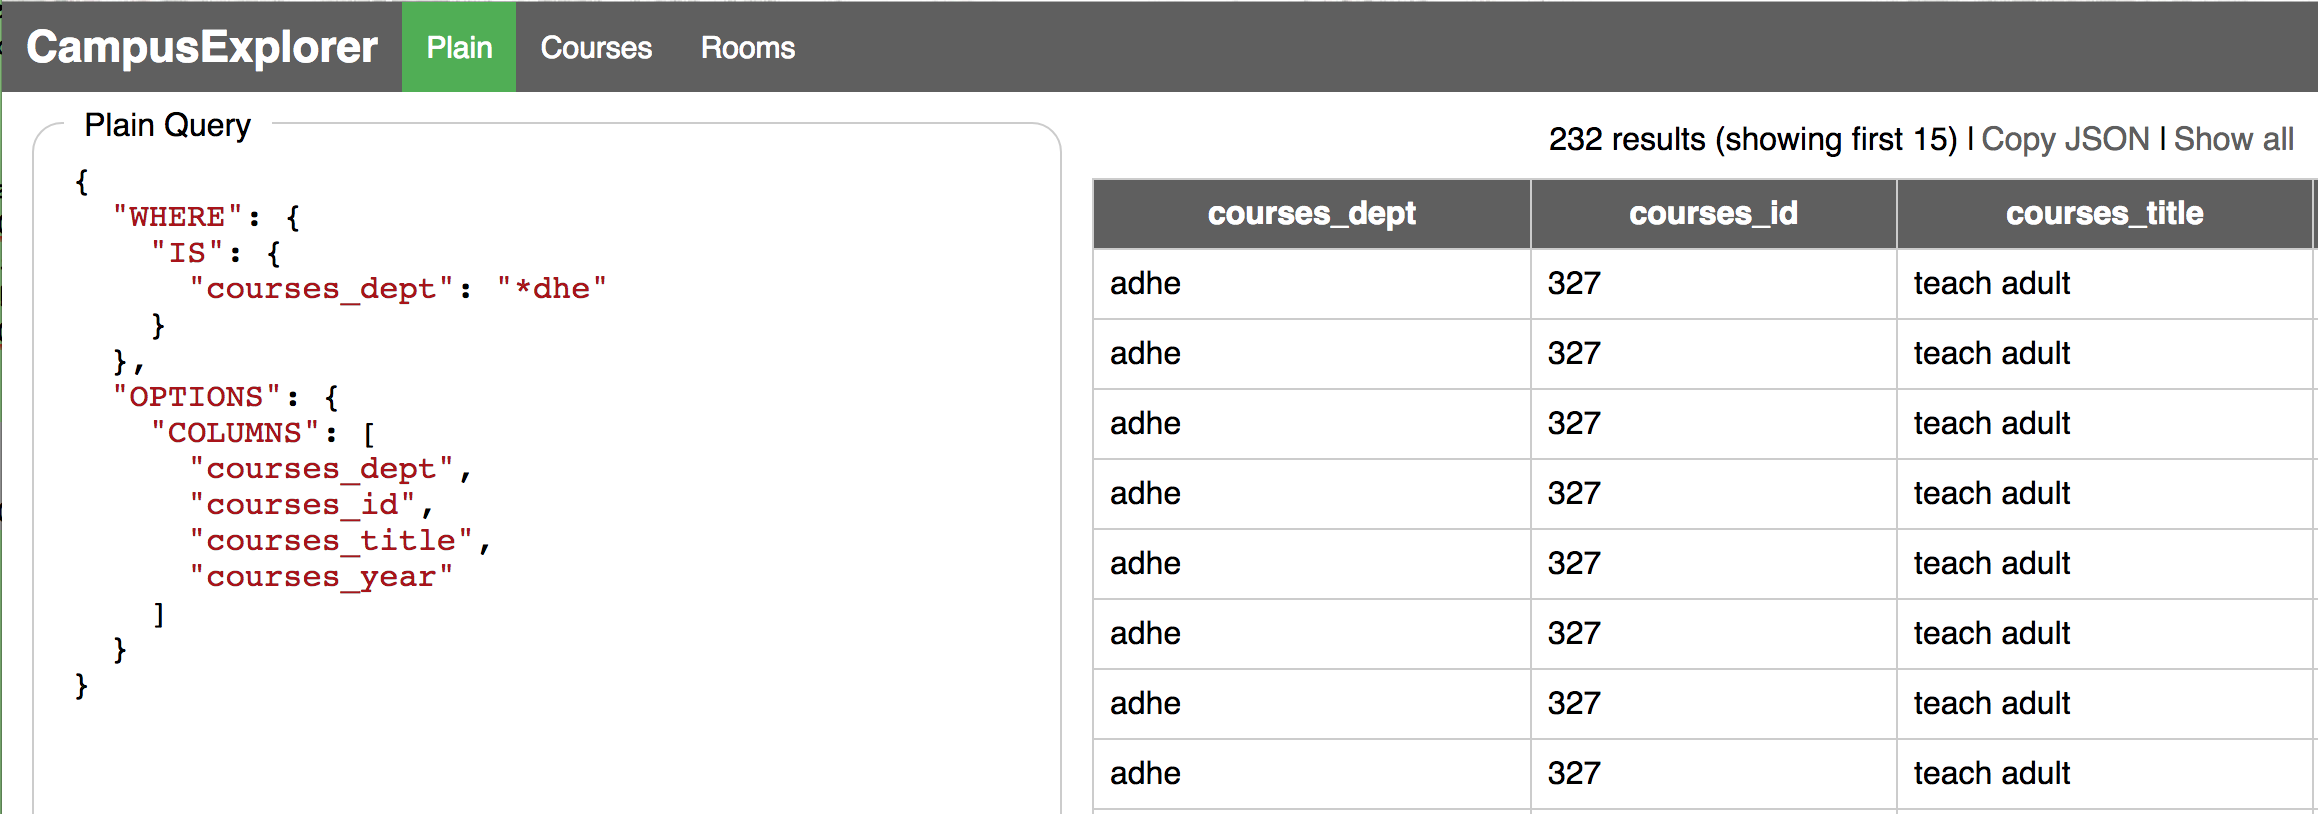 CampusExplorer Plain Courses Rooms
Plain Query
{
"WHERE": {
"IS": {
"courses_dept": "*dhe"
}
},
"OPTIONS": {
"COLUMNS": [
"courses_dept",
"courses_id",
"courses_title",
"courses_year"
]
}
}
232 results (showing first 15) | Copy JSON | Show all
courses_dept courses_id courses_title
adhe 327 teach adult
adhe 327 teach adult
adhe 327 teach adult
adhe 327 teach adult
adhe 327 teach adult
adhe 327 teach adult
adhe 327 teach adult
adhe 327 teach adult